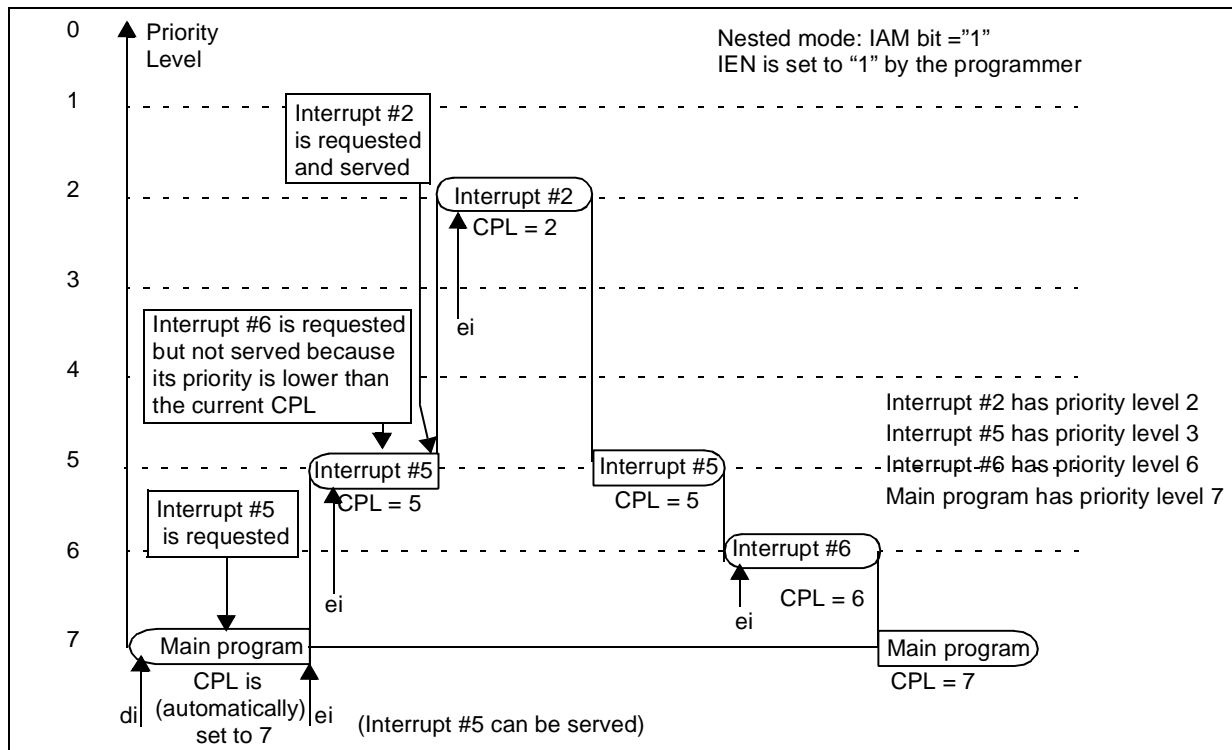 0
Priority
Level
Nested mode: IAM bit =”1”
IEN is set to “1” by the programmer
1
Interrupt #2
is requested
and served
2
Interrupt #2
CPL = 2
3
ei
Interrupt #6 is requested
but not served because
its priority is lower than
the current CPL
4
Interrupt #2 has priority level 2
Interrupt #5 has priority level 3
Interrupt #6 has priority level 6
Main program has priority level 7
5
Interrupt #5
CPL = 5
Interrupt #5
CPL = 5
Interrupt #5
is requested
6
Interrupt #6
CPL = 6
ei
ei
7
Main program
CPL is
(automatically)
set to 7
di
ei
(Interrupt #5 can be served)
Main program
CPL = 7